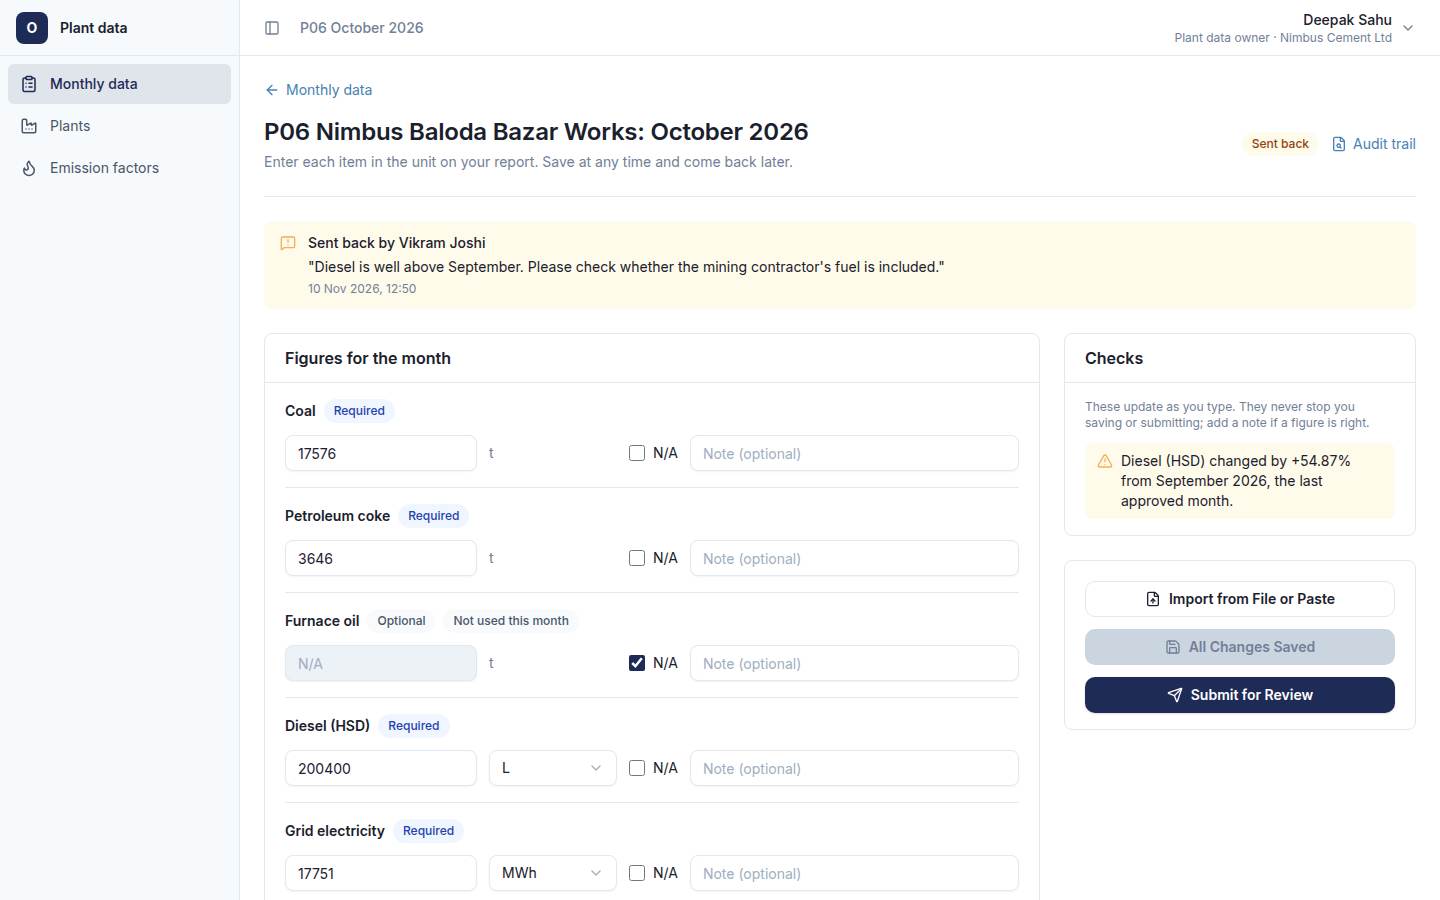 O Plant data
P06 October 2026
Deepak Sahu
Plant data owner · Nimbus Cement Ltd
Monthly data
Plants
Emission factors
Monthly data
P06 Nimbus Baloda Bazar Works: October 2026
Enter each item in the unit on your report. Save at any time and come back later.
Sent back
Audit trail
Sent back by Vikram Joshi
"Diesel is well above September. Please check whether the mining contractor's fuel is included."
10 Nov 2026, 12:50
Figures for the month
Coal Required
17576 t N/A Note (optional)
Petroleum coke Required
3646 t N/A Note (optional)
Furnace oil Optional Not used this month
N/A t N/A Note (optional)
Diesel (HSD) Required
200400 L N/A Note (optional)
Grid electricity Required
17751 MWh N/A Note (optional)
Checks
These update as you type. They never stop you
saving or submitting; add a note if a figure is right.
Diesel (HSD) changed by +54.87%
from September 2026, the last
approved month.
Import from File or Paste
All Changes Saved
Submit for Review